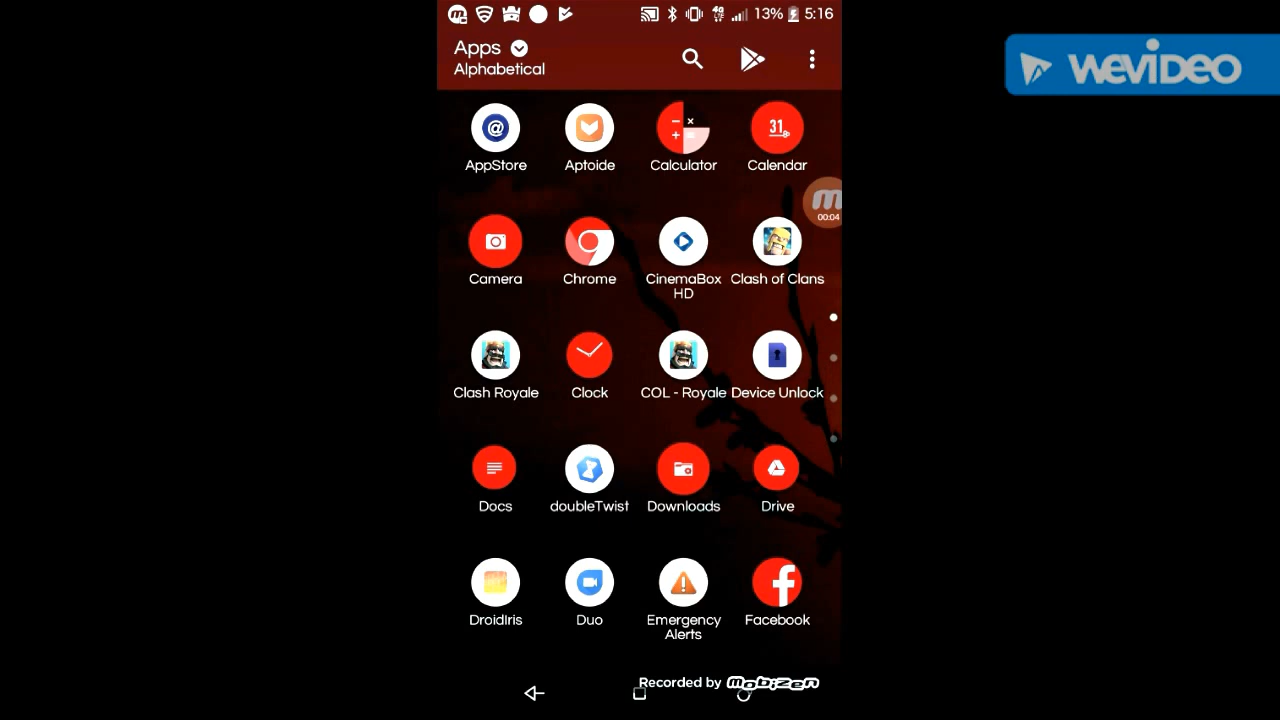 13% 5:16
Apps
Alphabetical
WEVIDEO
31
AppStore Aptoide Calculator Calendar
00:04
Camera Chrome CinemaBox HD Clash of Clans
Clash Royale Clock COL - Royale Device Unlock
Docs doubleTwist Downloads Drive
DroidIris Duo Emergency Alerts Facebook
Recorded by Mobizen